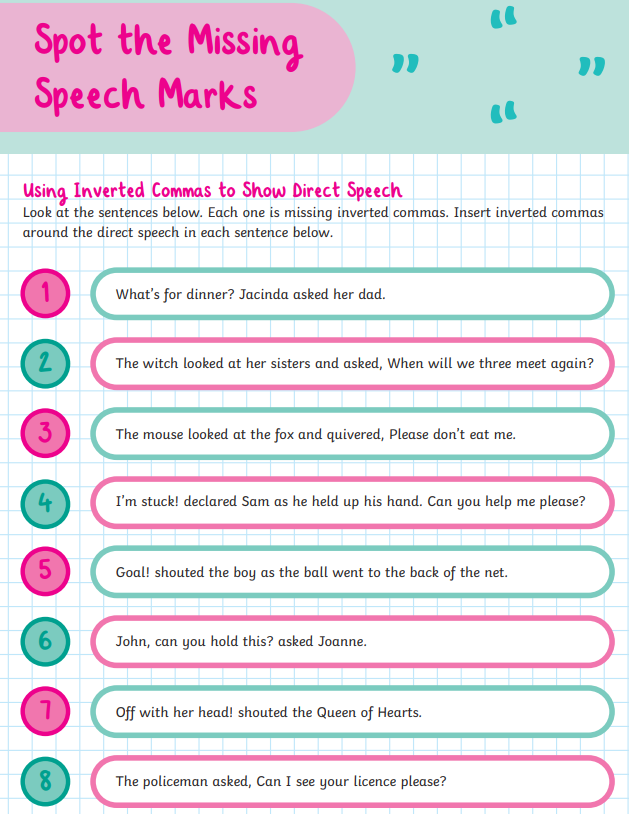 Spot the Missing
Speech Marks
“
”
”
“
Using Inverted Commas to Show Direct Speech
Look at the sentences below. Each one is missing inverted commas. Insert inverted commas
around the direct speech in each sentence below.
1 What’s for dinner? Jacinda asked her dad.
2 The witch looked at her sisters and asked, When will we three meet again?
3 The mouse looked at the fox and quivered, Please don’t eat me.
4 I’m stuck! declared Sam as he held up his hand. Can you help me please?
5 Goal! shouted the boy as the ball went to the back of the net.
6 John, can you hold this? asked Joanne.
7 Off with her head! shouted the Queen of Hearts.
8 The policeman asked, Can I see your licence please?